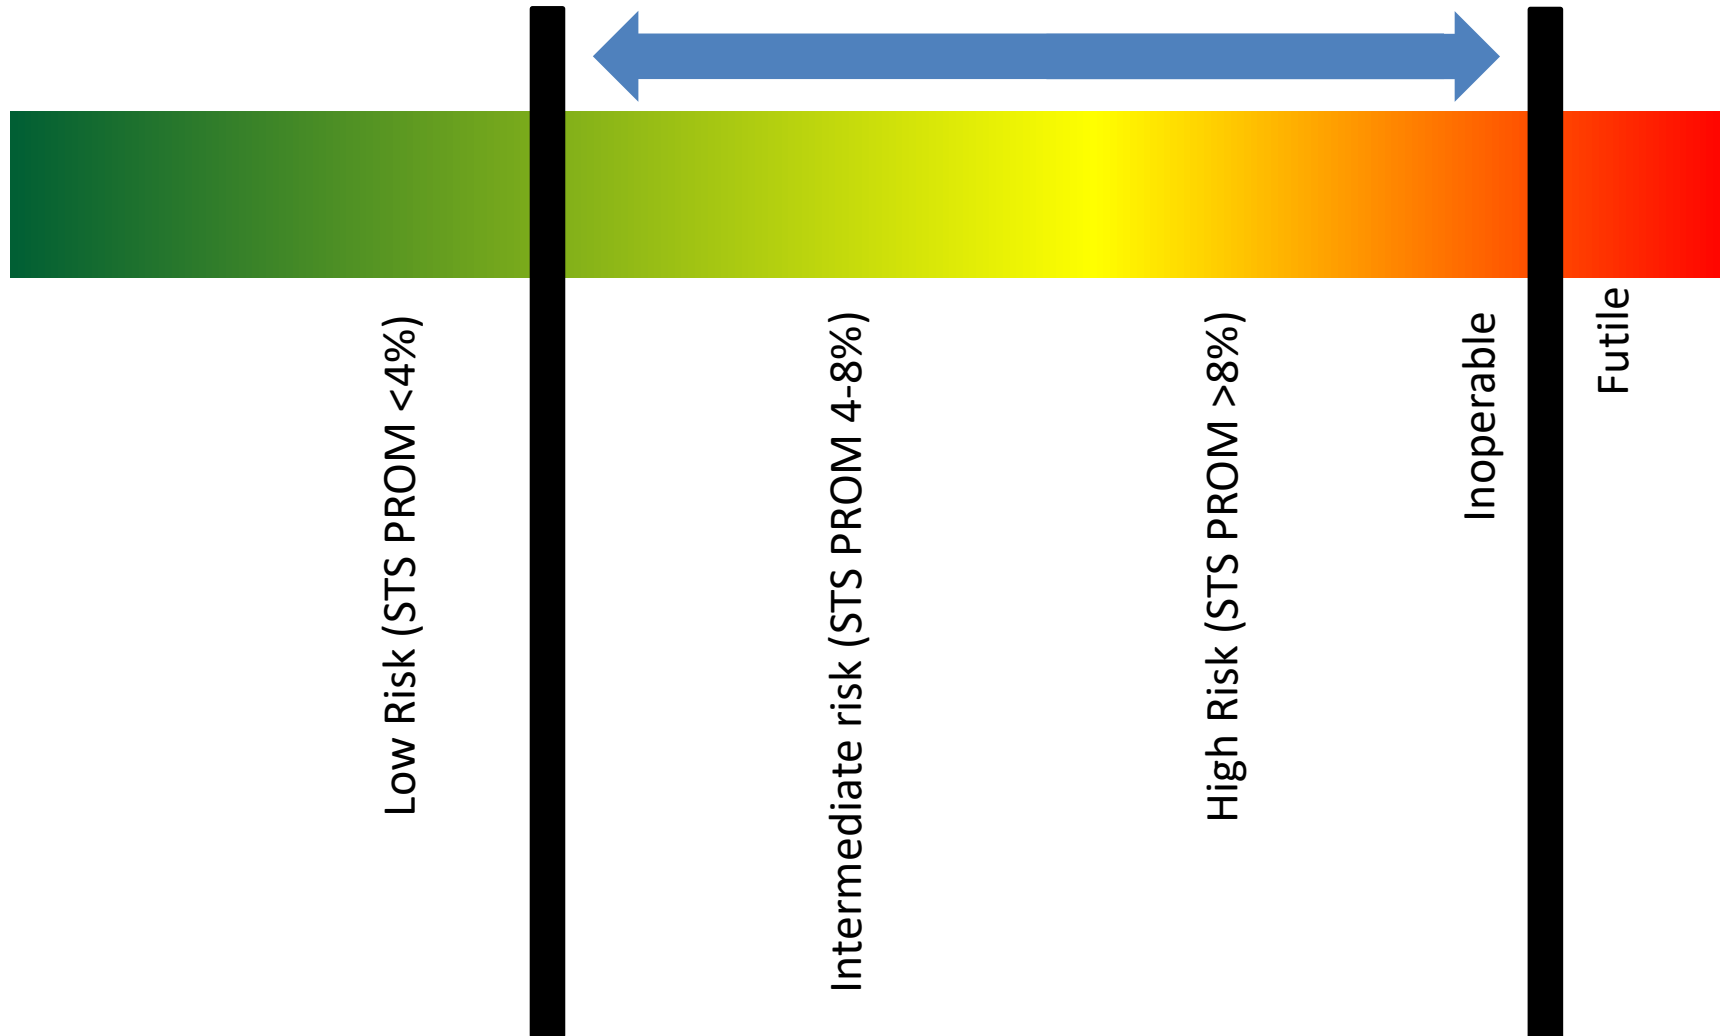 Low Risk (STS PROM <4%)
Intermediate risk (STS PROM 4-8%)
High Risk (STS PROM >8%)
Inoperable
Futile